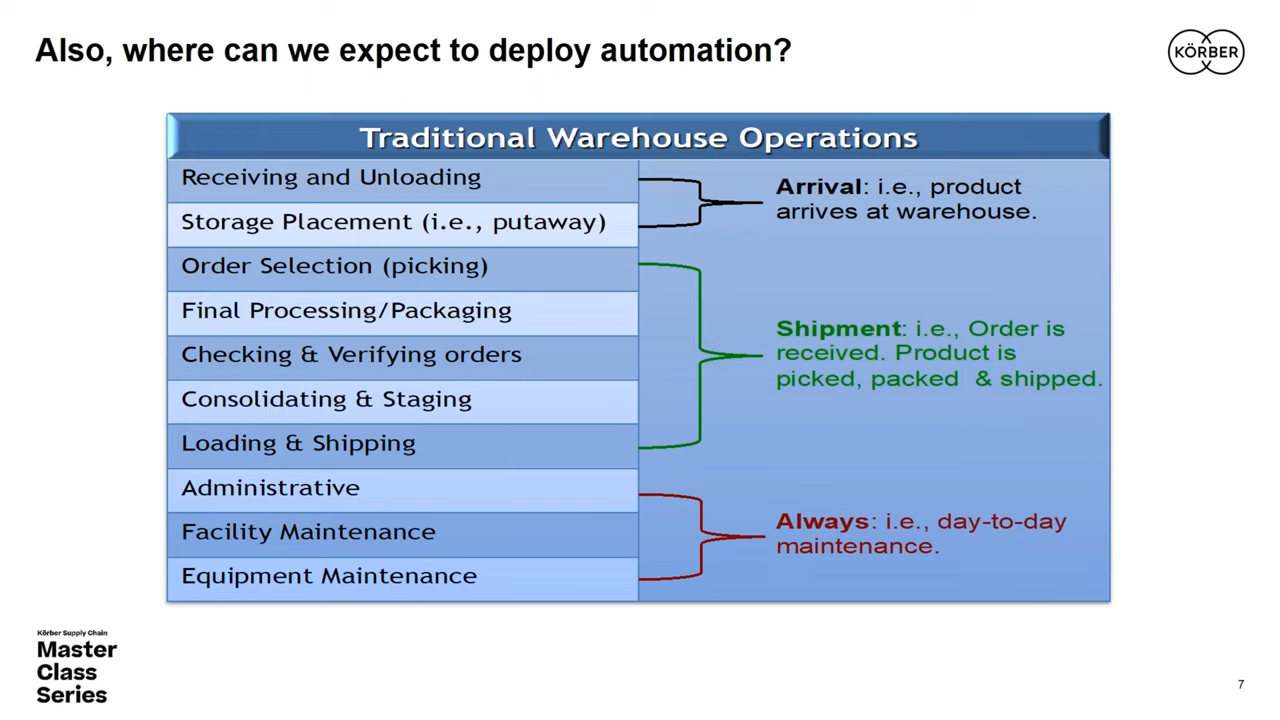 Also, where can we expect to deploy automation?
KÖRBER
Traditional Warehouse Operations
Receiving and Unloading
Storage Placement (i.e., putaway)
Order Selection (picking)
Final Processing/Packaging
Checking & Verifying orders
Consolidating & Staging
Loading & Shipping
Administrative
Facility Maintenance
Equipment Maintenance
Arrival: i.e., product
arrives at warehouse.
Shipment: i.e., Order is
received. Product is
picked, packed & shipped.
Always: i.e., day-to-day
maintenance.
Körber Supply Chain
Master
Class
Series
7